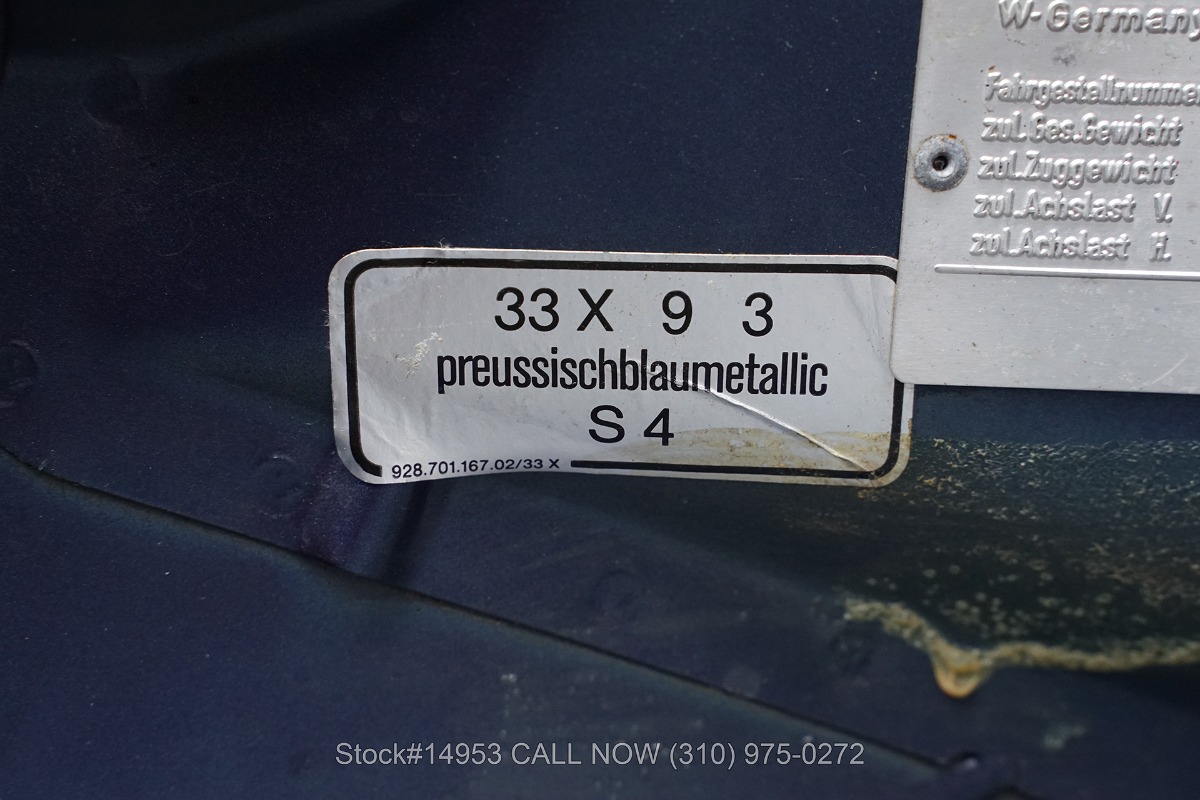 W-Germany
Fahrgestellnummer
zul.Ges.Gewicht
zul.Zuggewicht
zul.Achslast V.
zul.Achslast H.
33 X 9 3
preussischblaumetallic
S 4
928.701.167.02/33 X
Stock#14953 CALL NOW (310) 975-0272